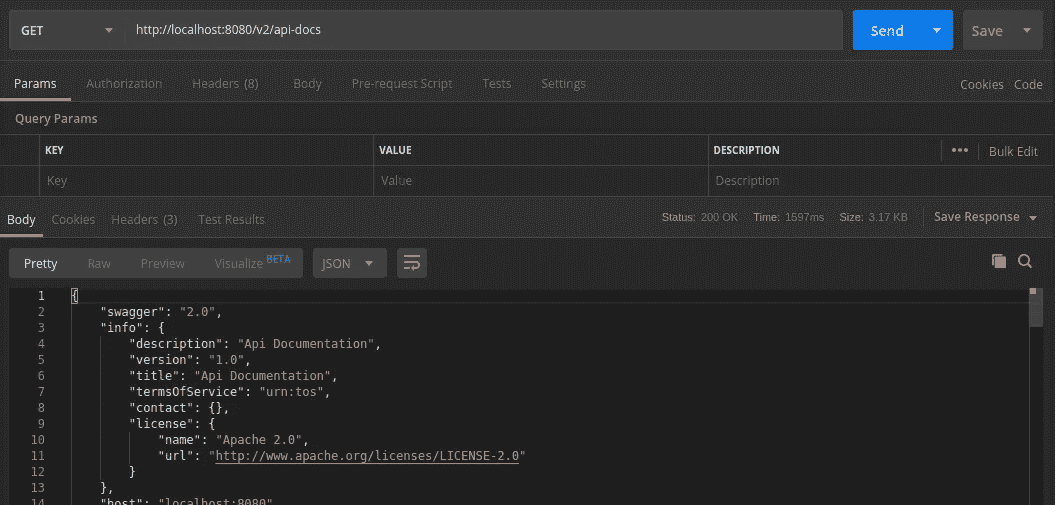 GET http://localhost:8080/v2/api-docs Send Save
Params Authorization Headers (8) Body Pre-request Script Tests Settings Cookies Code
Query Params
KEY VALUE DESCRIPTION ••• Bulk Edit
Key Value Description
Body Cookies Headers (3) Test Results Status: 200 OK Time: 1597ms Size: 3.17 KB Save Response
Pretty Raw Preview Visualize BETA JSON
1 {
2 "swagger": "2.0",
3 "info": {
4 "description": "Api Documentation",
5 "version": "1.0",
6 "title": "Api Documentation",
7 "termsOfService": "urn:tos",
8 "contact": {},
9 "license": {
10 "name": "Apache 2.0",
11 "url": "http://www.apache.org/licenses/LICENSE-2.0"
12 }
13 },
14 "host": "localhost:8080"